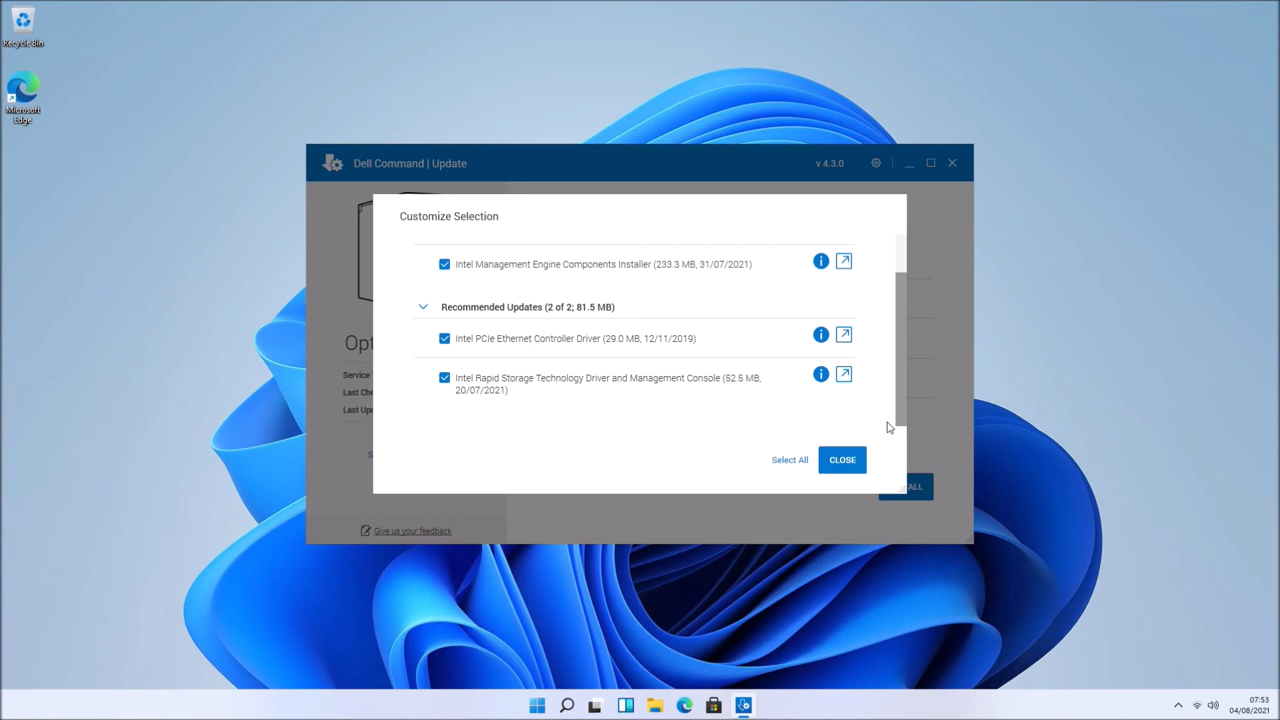 Recycle Bin
Microsoft
Edge
Dell Command | Update
v 4.3.0
Customize Selection
Intel Management Engine Components Installer (233.3 MB, 31/07/2021)
Recommended Updates (2 of 2; 81.5 MB)
Intel PCIe Ethernet Controller Driver (29.0 MB, 12/11/2019)
Intel Rapid Storage Technology Driver and Management Console (52.5 MB,
20/07/2021)
Select All
CLOSE
Opt
Service
Last Che
Last Upd
S
ALL
Give us your feedback
07:53
04/08/2021